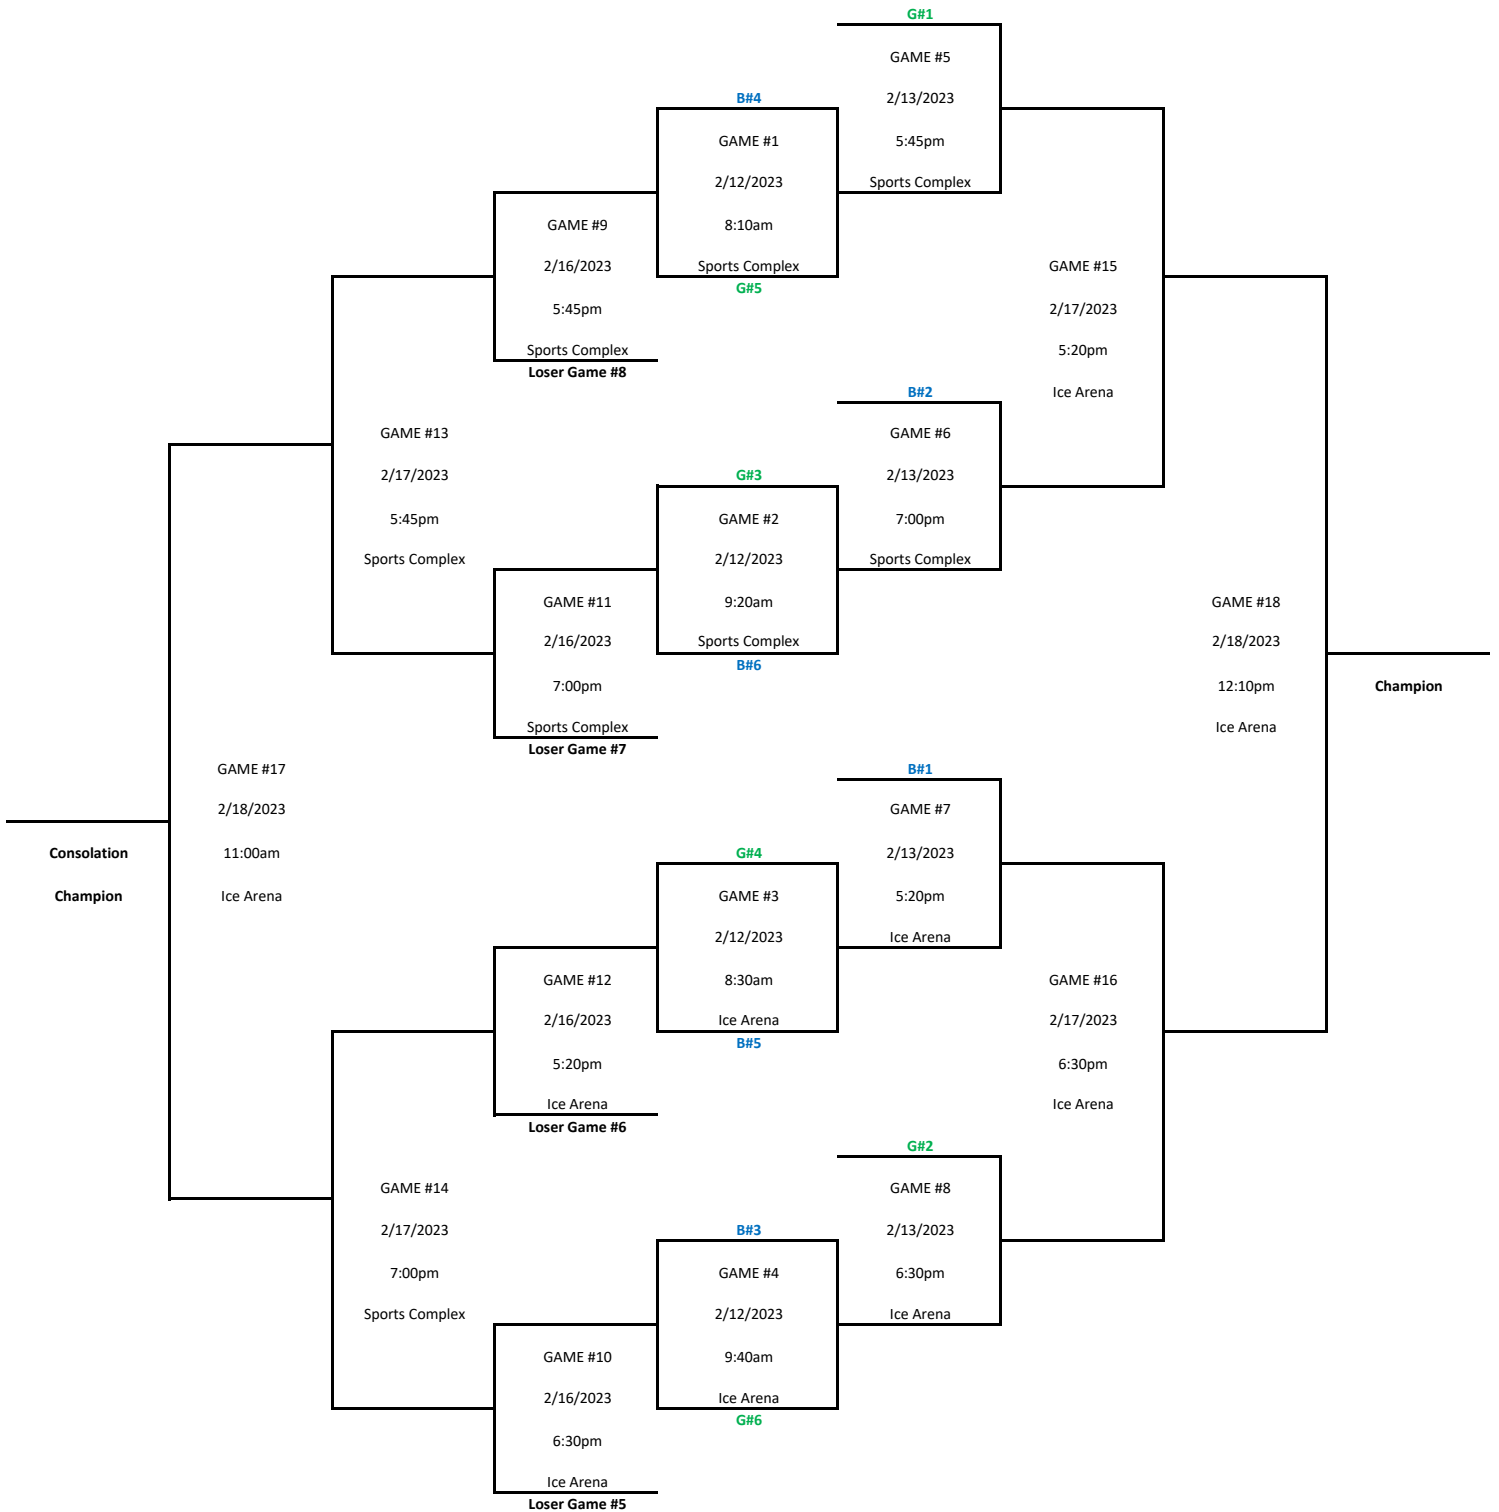 G#1
GAME #5
2/13/2023
5:45pm
Sports Complex
B#4
GAME #1
2/12/2023
8:10am
Sports Complex
G#5
GAME #9
2/16/2023
5:45pm
Sports Complex
Loser Game #8
GAME #15
2/17/2023
5:20pm
Ice Arena
B#2
GAME #6
2/13/2023
7:00pm
Sports Complex
GAME #13
2/17/2023
5:45pm
Sports Complex
G#3
GAME #2
2/12/2023
9:20am
Sports Complex
B#6
GAME #11
2/16/2023
7:00pm
Sports Complex
Loser Game #7
GAME #18
2/18/2023
12:10pm
Ice Arena
Champion
GAME #17
2/18/2023
11:00am
Ice Arena
Consolation
Champion
B#1
GAME #7
2/13/2023
5:20pm
Ice Arena
G#4
GAME #3
2/12/2023
8:30am
Ice Arena
B#5
GAME #12
2/16/2023
5:20pm
Ice Arena
Loser Game #6
GAME #16
2/17/2023
6:30pm
Ice Arena
G#2
GAME #8
2/13/2023
6:30pm
Ice Arena
GAME #14
2/17/2023
7:00pm
Sports Complex
B#3
GAME #4
2/12/2023
9:40am
Ice Arena
G#6
GAME #10
2/16/2023
6:30pm
Ice Arena
Loser Game #5